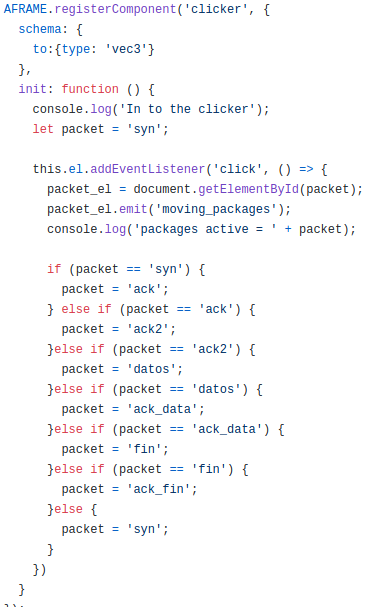 AFRAME.registerComponent('clicker', {
  schema: {
    to:{type: 'vec3'}
  },
  init: function () {
    console.log('In to the clicker');
    let packet = 'syn';

    this.el.addEventListener('click', () => {
      packet_el = document.getElementById(packet);
      packet_el.emit('moving_packages');
      console.log('packages active = ' + packet);

      if (packet == 'syn') {
        packet = 'ack';
      } else if (packet == 'ack') {
        packet = 'ack2';
      }else if (packet == 'ack2') {
        packet = 'datos';
      }else if (packet == 'datos') {
        packet = 'ack_data';
      }else if (packet == 'ack_data') {
        packet = 'fin';
      }else if (packet == 'fin') {
        packet = 'ack_fin';
      }else {
        packet = 'syn';
      }
    })
  }
});